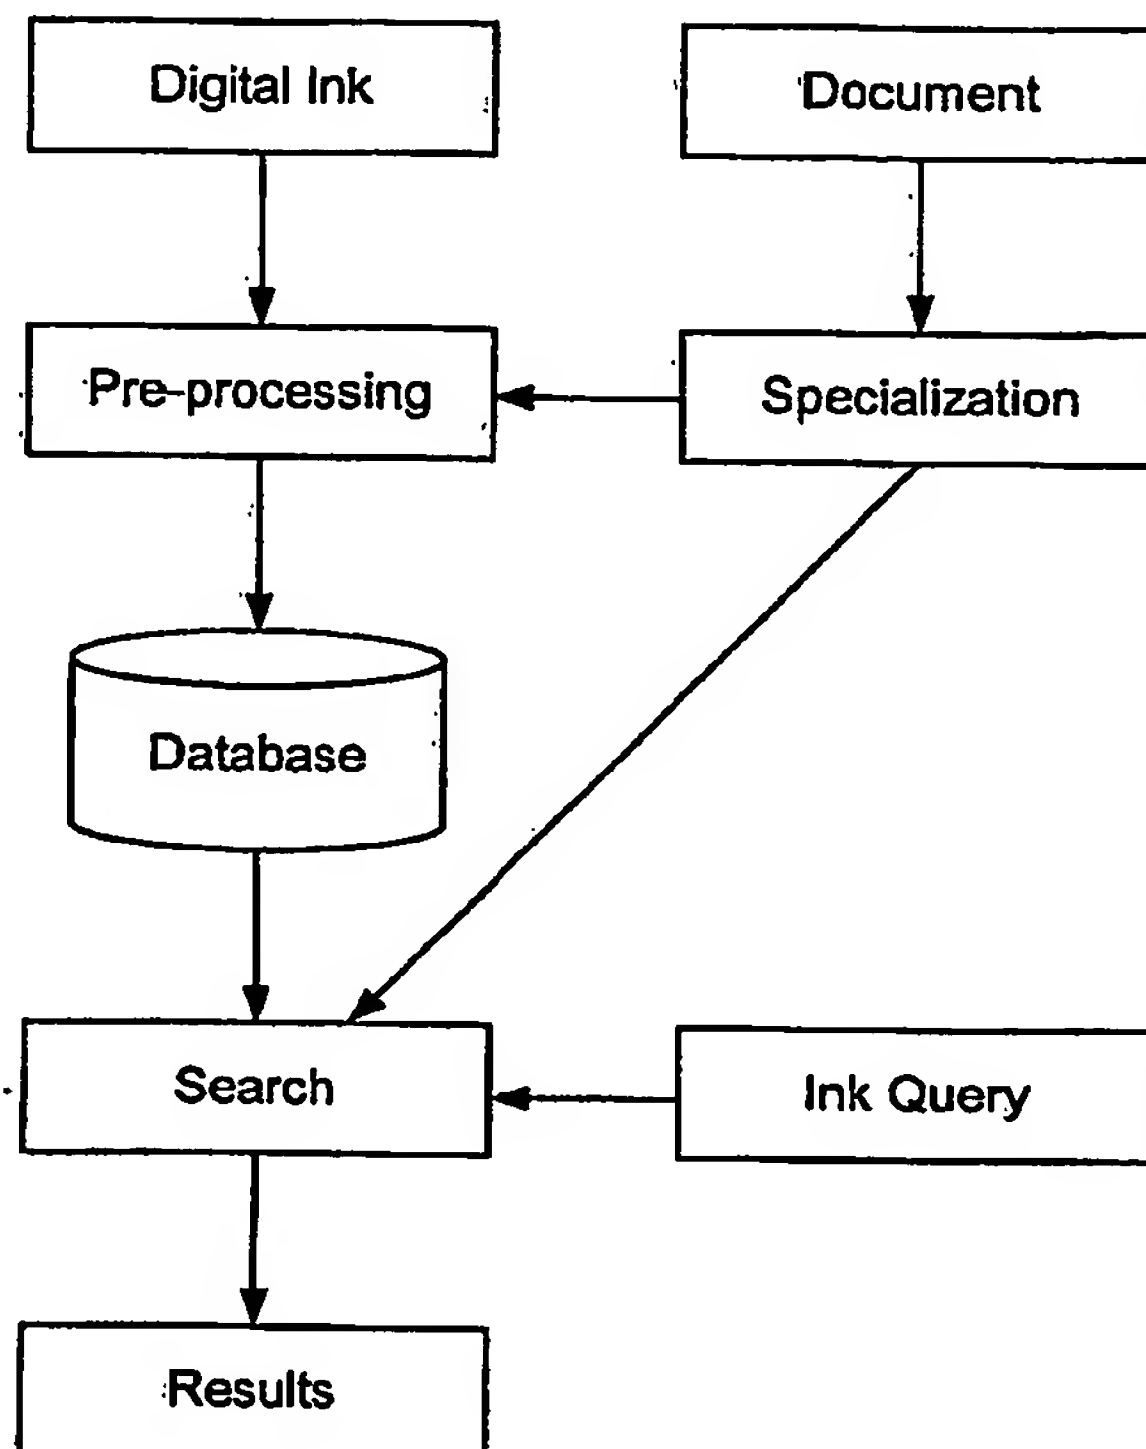 Digital Ink
Document
Pre-processing
Specialization
Database
Search
Ink Query
Results